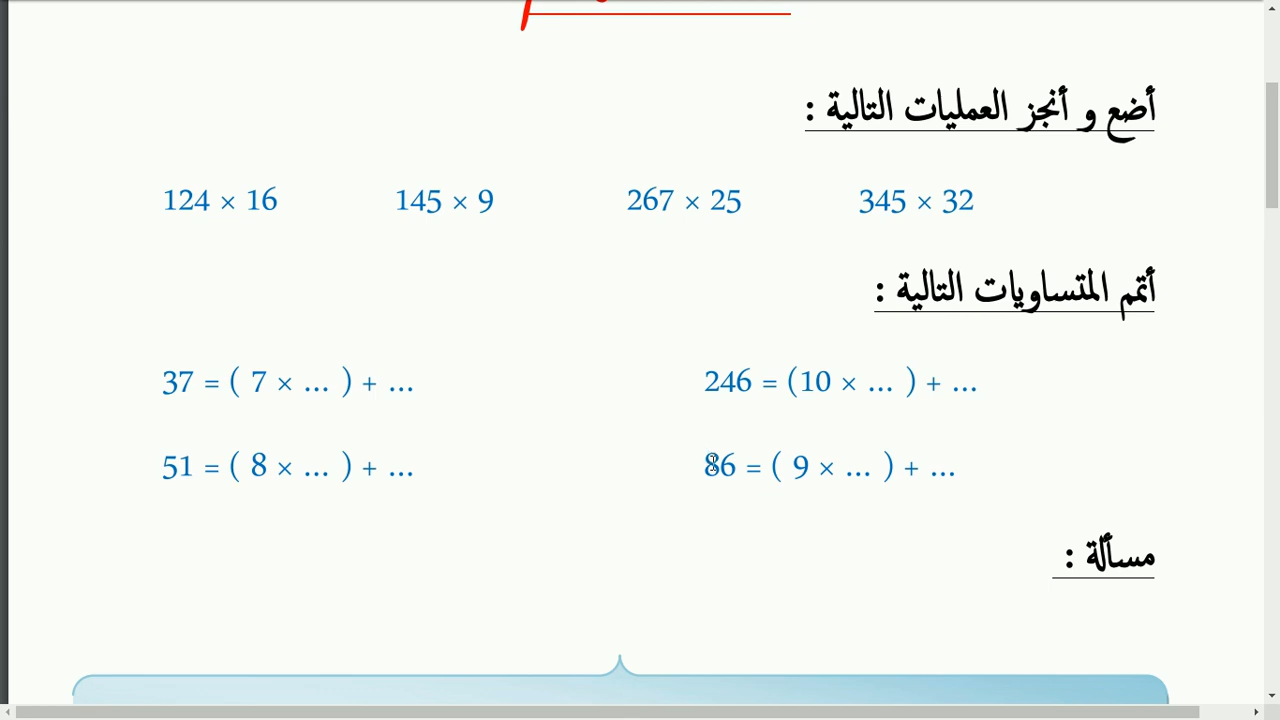 أضع و أنجز العمليات التالية :
124 × 16 145 × 9 267 × 25 345 × 32
أتمم المتساويات التالية :
37 = ( 7 × ... ) + ... 246 = (10 × ... ) + ...
51 = ( 8 × ... ) + ... 86 = ( 9 × ... ) + ...
مسألة :